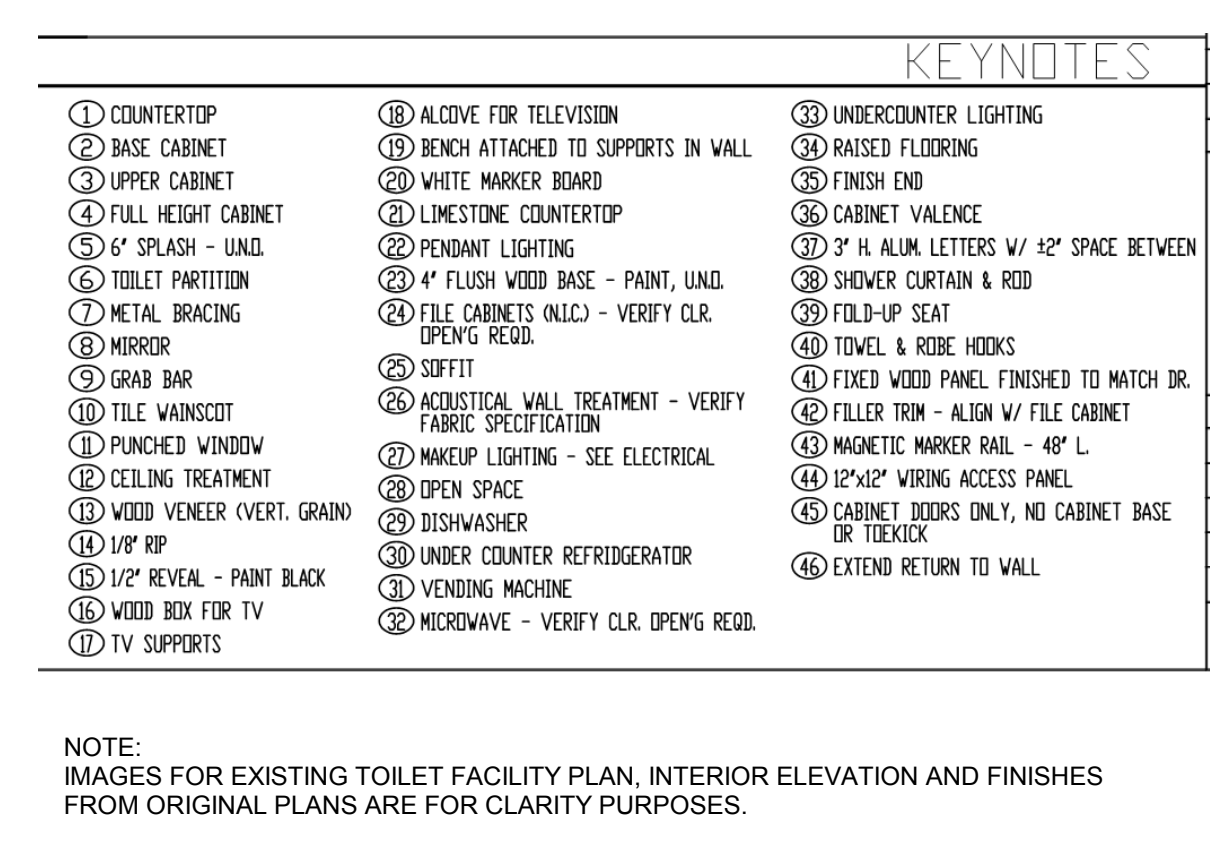 KEYNOTES
1 COUNTERTOP
2 BASE CABINET
3 UPPER CABINET
4 FULL HEIGHT CABINET
5 6" SPLASH - U.N.O.
6 TOILET PARTITION
7 METAL BRACING
8 MIRROR
9 GRAB BAR
10 TILE WAINSCOT
11 PUNCHED WINDOW
12 CEILING TREATMENT
13 WOOD VENEER (VERT. GRAIN)
14 1/8" RIP
15 1/2" REVEAL - PAINT BLACK
16 WOOD BOX FOR TV
17 TV SUPPORTS
18 ALCOVE FOR TELEVISION
19 BENCH ATTACHED TO SUPPORTS IN WALL
20 WHITE MARKER BOARD
21 LIMESTONE COUNTERTOP
22 PENDANT LIGHTING
23 4" FLUSH WOOD BASE - PAINT, U.N.O.
24 FILE CABINETS (N.I.C.) - VERIFY CLR.
OPEN'G REQD.
25 SOFFIT
26 ACOUSTICAL WALL TREATMENT - VERIFY
FABRIC SPECIFICATION
27 MAKEUP LIGHTING - SEE ELECTRICAL
28 OPEN SPACE
29 DISHWASHER
30 UNDER COUNTER REFRIDGERATOR
31 VENDING MACHINE
32 MICROWAVE - VERIFY CLR. OPEN'G REQD.
33 UNDERCOUNTER LIGHTING
34 RAISED FLOORING
35 FINISH END
36 CABINET VALENCE
37 3" H. ALUM. LETTERS W/ ±2" SPACE BETWEEN
38 SHOWER CURTAIN & ROD
39 FOLD-UP SEAT
40 TOWEL & ROBE HOOKS
41 FIXED WOOD PANEL FINISHED TO MATCH DR.
42 FILLER TRIM - ALIGN W/ FILE CABINET
43 MAGNETIC MARKER RAIL - 48" L.
44 12"x12" WIRING ACCESS PANEL
45 CABINET DOORS ONLY, NO CABINET BASE
OR TOEKICK
46 EXTEND RETURN TO WALL
NOTE:
IMAGES FOR EXISTING TOILET FACILITY PLAN, INTERIOR ELEVATION AND FINISHES
FROM ORIGINAL PLANS ARE FOR CLARITY PURPOSES.